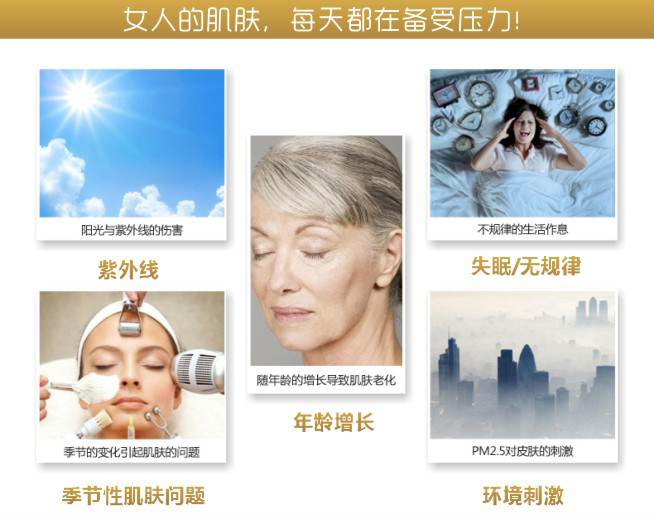 女人的肌肤，每天都在备受压力!
阳光与紫外线的伤害
紫外线
不规律的生活作息
失眠/无规律
随年龄的增长导致肌肤老化
年龄增长
季节的变化引起肌肤的问题
季节性肌肤问题
PM2.5对皮肤的刺激
环境刺激